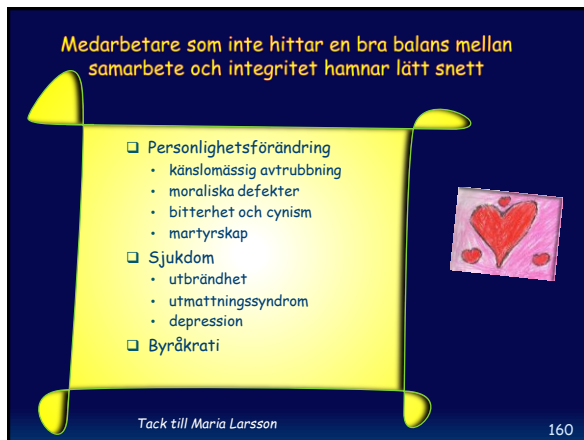 Medarbetare som inte hittar en bra balans mellan
samarbete och integritet hamnar lätt snett
Personlighetsförändring
känslomässig avtrubbning
moraliska defekter
bitterhet och cynism
martyrskap
Sjukdom
utbrändhet
utmattningssyndrom
depression
Byråkrati
Tack till Maria Larsson
160